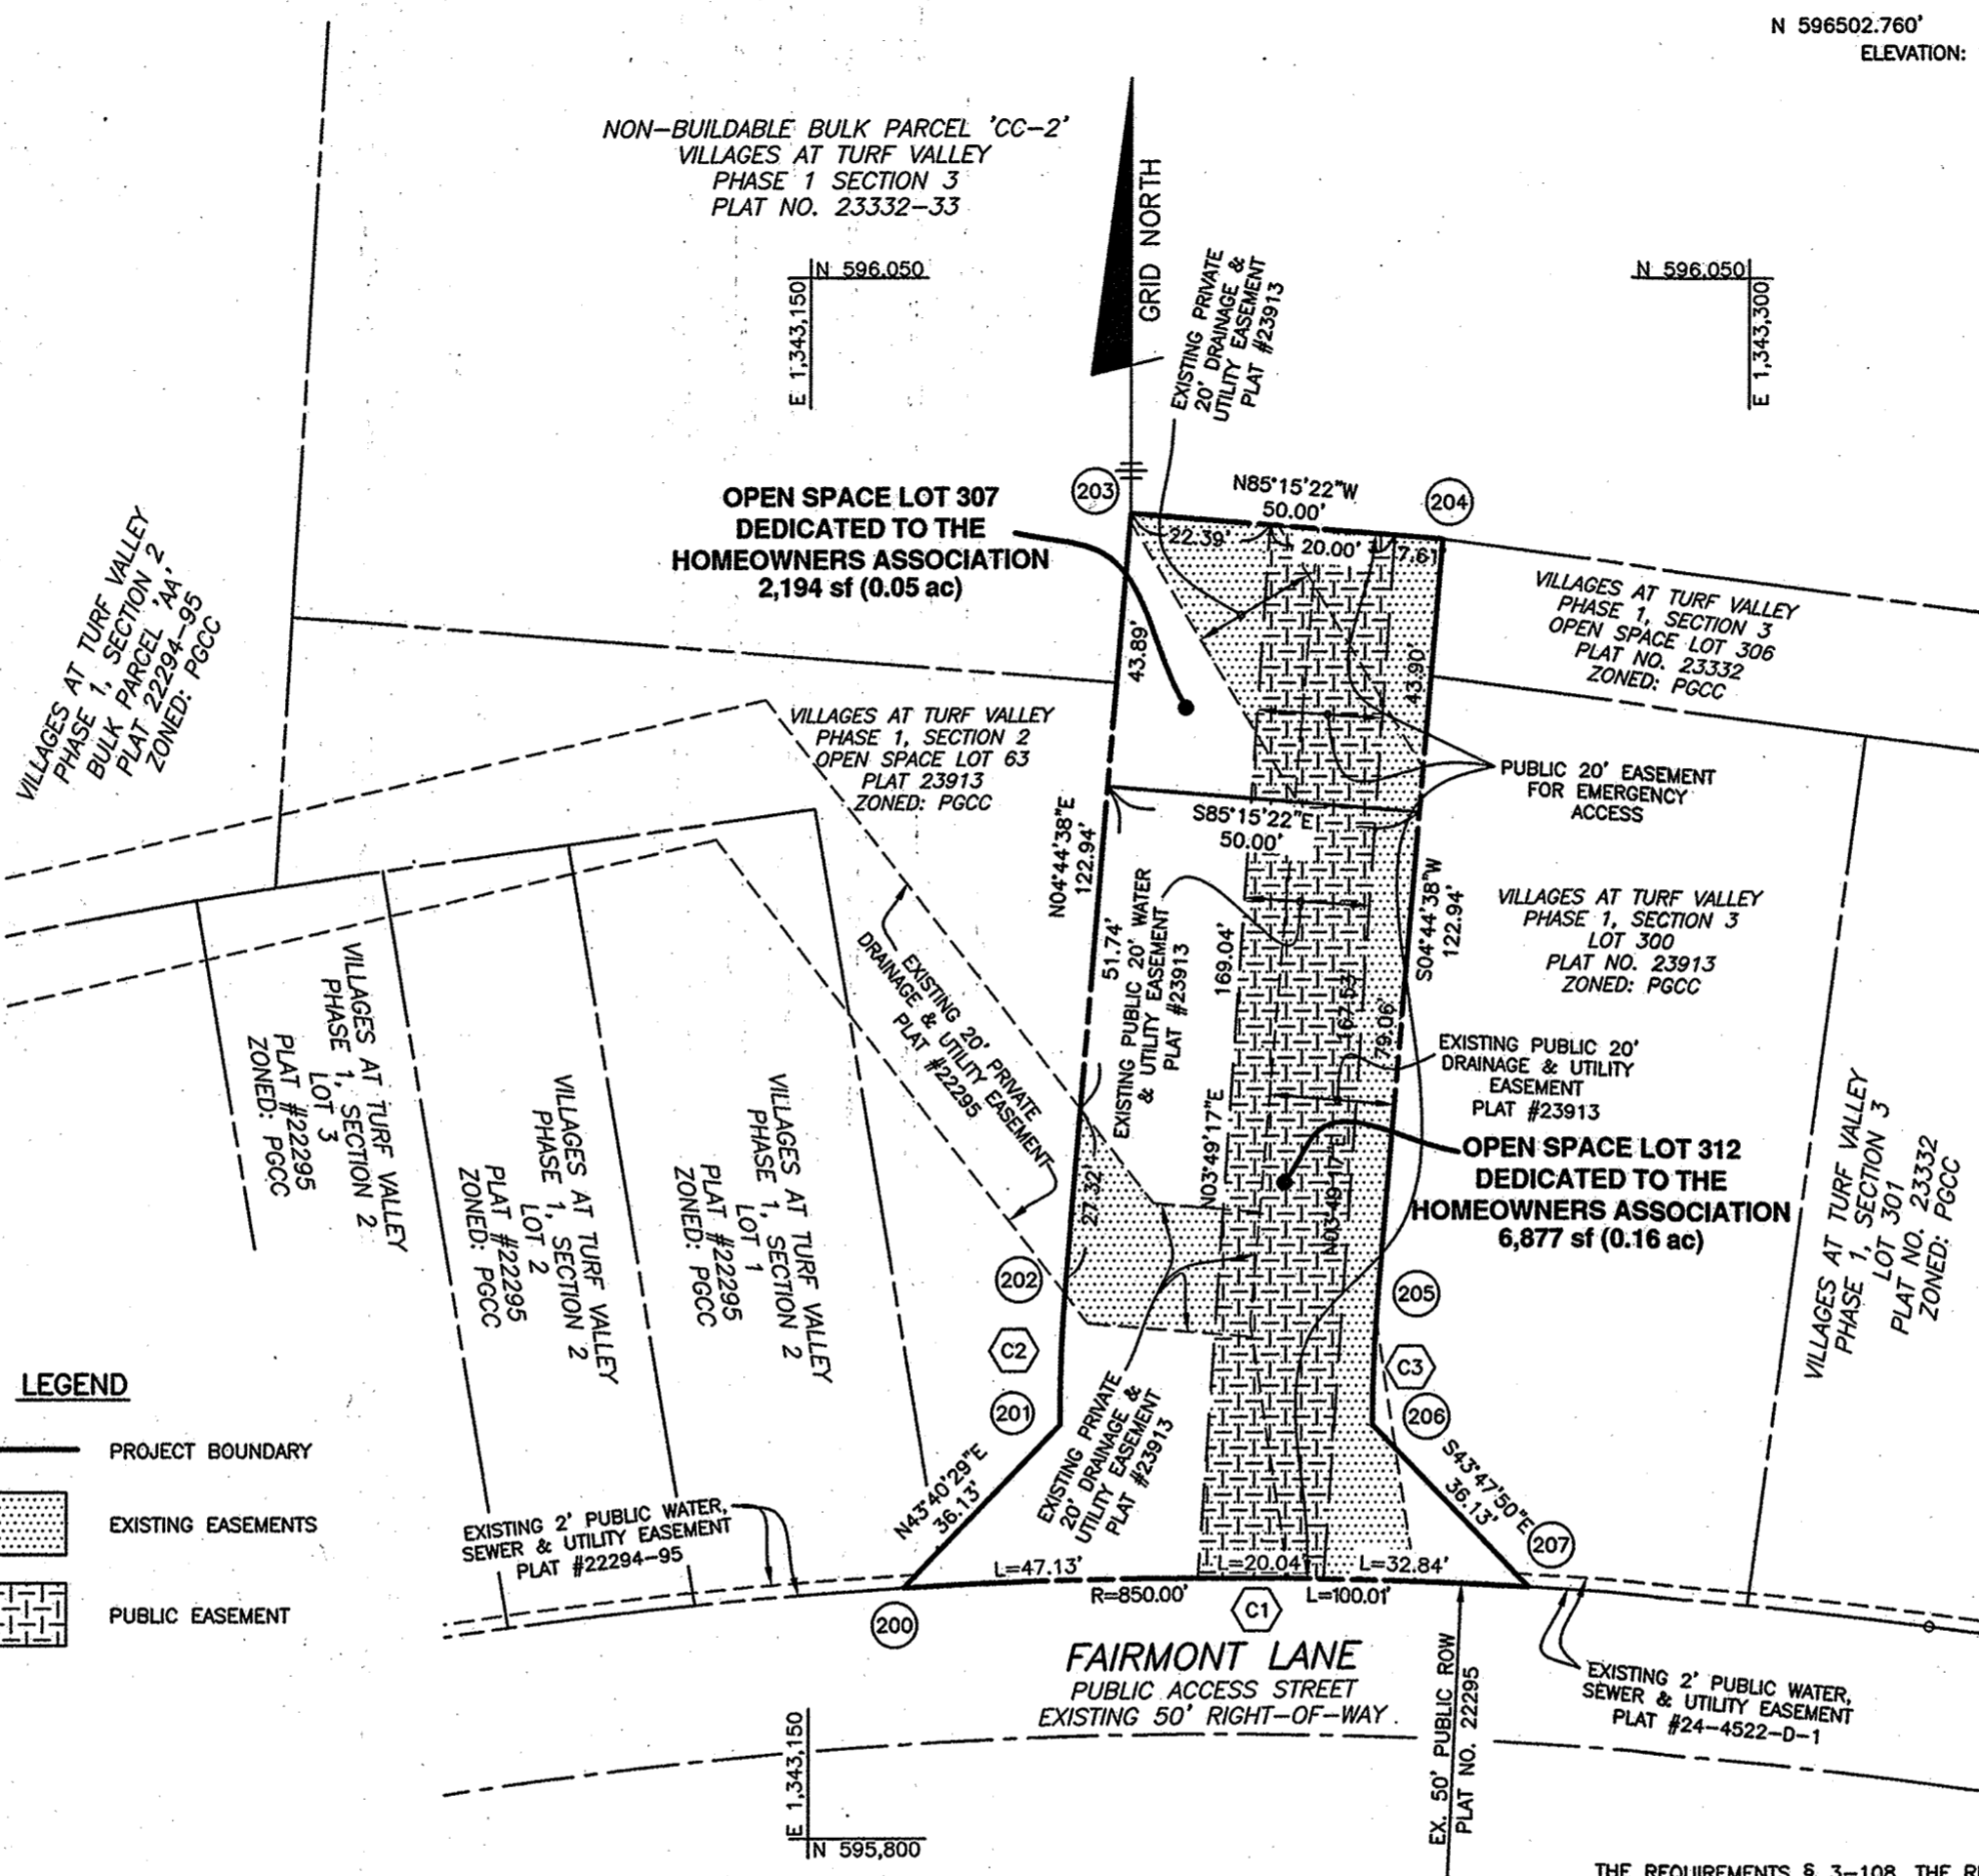 N 596502.760'
ELEVATION:
NON-BUILDABLE BULK PARCEL 'CC-2'
VILLAGES AT TURF VALLEY
PHASE 1 SECTION 3
PLAT NO. 23332-33
GRID NORTH
N 596.050
E 1,343,150
N 596.050
E 1,343,300
EXISTING PRIVATE
20' DRAINAGE &
UTILITY EASEMENT
PLAT #23913
203
N85°15'22"W
50.00'
204
22.39'
20.00'
7.61'
OPEN SPACE LOT 307
DEDICATED TO THE
HOMEOWNERS ASSOCIATION
2,194 sf (0.05 ac)
VILLAGES AT TURF VALLEY
PHASE 1, SECTION 2
BULK PARCEL 'AA'
PLAT 22294-95
ZONED: PGCC
VILLAGES AT TURF VALLEY
PHASE 1, SECTION 3
OPEN SPACE LOT 306
PLAT NO. 23332
ZONED: PGCC
43.89'
43.90'
VILLAGES AT TURF VALLEY
PHASE 1, SECTION 2
OPEN SPACE LOT 63
PLAT 23913
ZONED: PGCC
PUBLIC 20' EASEMENT
FOR EMERGENCY
ACCESS
S85°15'22"E
50.00'
N04°44'38"E
122.94'
51.74'
EXISTING PUBLIC 20' WATER
& UTILITY EASEMENT
PLAT #23913
169.04'
N03°49'17"E
167.53'
N03°49'17"E
79.06'
S04°44'38"W
122.94'
VILLAGES AT TURF VALLEY
PHASE 1, SECTION 3
LOT 300
PLAT NO. 23913
ZONED: PGCC
EXISTING 20' PRIVATE
DRAINAGE & UTILITY EASEMENT
PLAT #22295
EXISTING PUBLIC 20'
DRAINAGE & UTILITY
EASEMENT
PLAT #23913
OPEN SPACE LOT 312
DEDICATED TO THE
HOMEOWNERS ASSOCIATION
6,877 sf (0.16 ac)
VILLAGES AT TURF VALLEY
PHASE 1, SECTION 3
LOT 301
PLAT NO. 23332
ZONED: PGCC
VILLAGES AT TURF VALLEY
PHASE 1, SECTION 2
LOT 3
PLAT #22295
ZONED: PGCC
VILLAGES AT TURF VALLEY
PHASE 1, SECTION 2
LOT 2
PLAT #22295
ZONED: PGCC
VILLAGES AT TURF VALLEY
PHASE 1, SECTION 2
LOT 1
PLAT #22295
ZONED: PGCC
27.32'
202
C2
201
205
C3
206
LEGEND
PROJECT BOUNDARY
EXISTING EASEMENTS
PUBLIC EASEMENT
EXISTING 2' PUBLIC WATER,
SEWER & UTILITY EASEMENT
PLAT #22294-95
N43°40'29"E
36.13'
EXISTING PRIVATE
20' DRAINAGE &
UTILITY EASEMENT
PLAT #23913
S43°47'50"E
36.13'
207
L=47.13'
L=20.04'
L=32.84'
R=850.00'
C1
L=100.01'
200
FAIRMONT LANE
PUBLIC ACCESS STREET
EXISTING 50' RIGHT-OF-WAY
EX. 50' PUBLIC ROW
PLAT NO. 22295
EXISTING 2' PUBLIC WATER,
SEWER & UTILITY EASEMENT
PLAT #24-4522-D-1
E 1,343,150
N 595,800
THE REQUIREMENTS § 3-108, THE